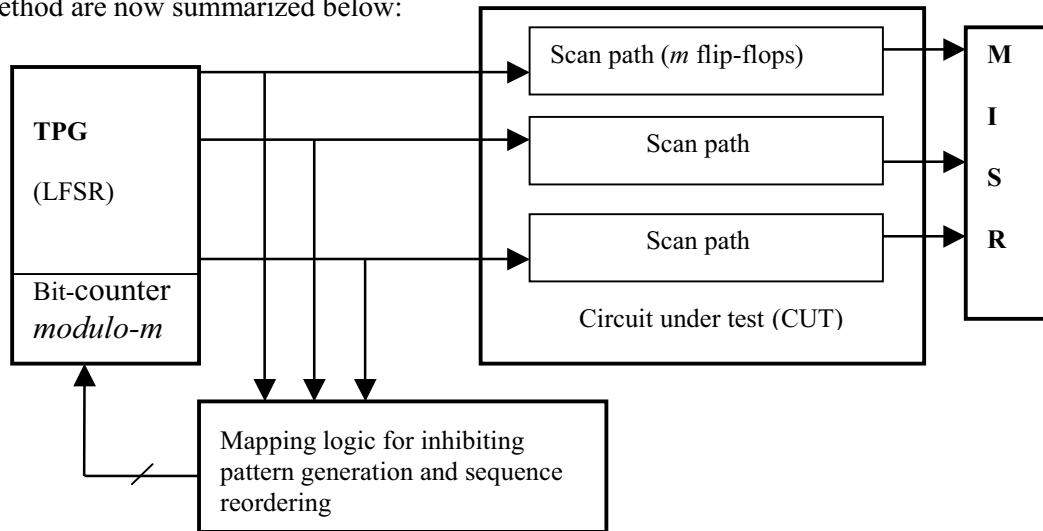 ethod are now summarized below:
TPG
(LFSR)
Bit-counter
modulo-m
Scan path (m flip-flops)
Scan path
Scan path
Circuit under test (CUT)
M
I
S
R
Mapping logic for inhibiting
pattern generation and sequence
reordering